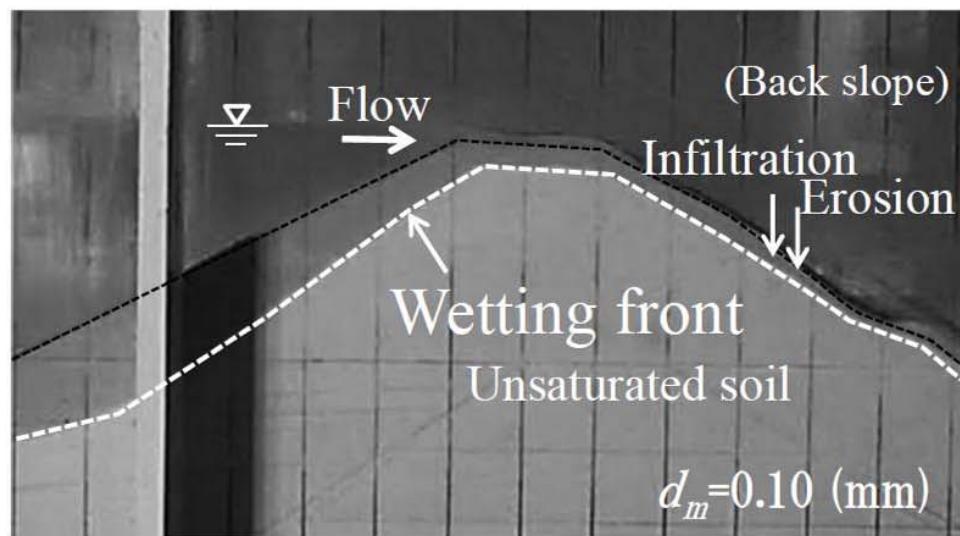 (Back slope)
Flow
Infiltration
Erosion
Wetting front
Unsaturated soil
dₘ=0.10 (mm)